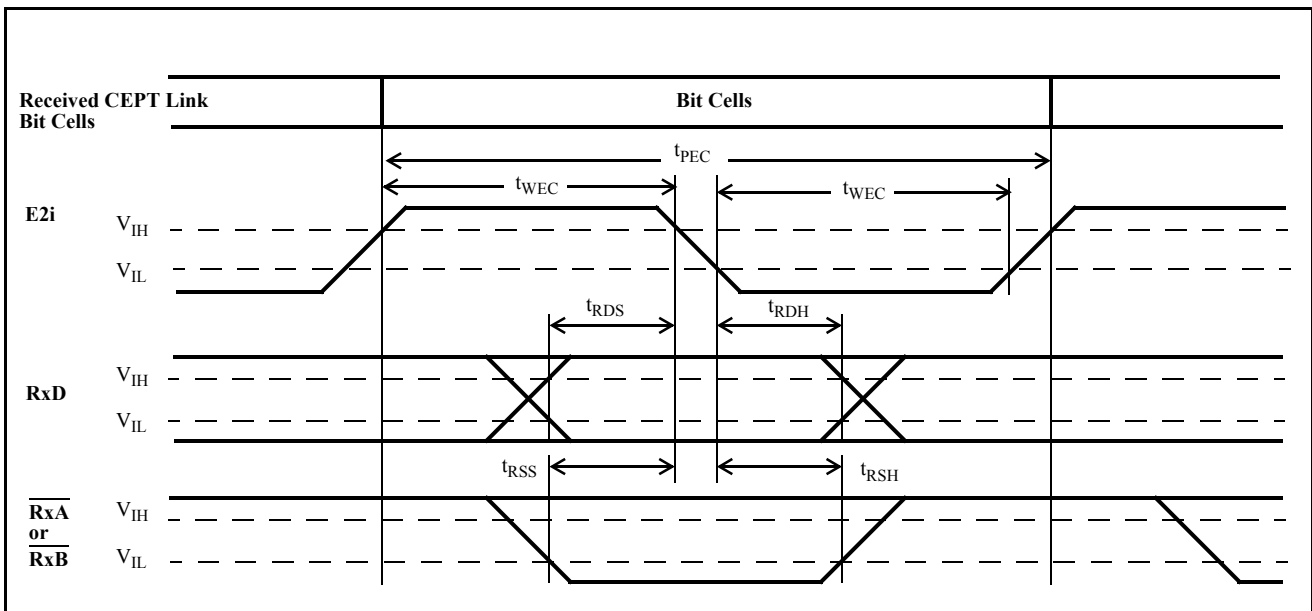 Received CEPT Link
Bit Cells
Bit Cells
tPEC
tWEC
tWEC
E2i
VIH
VIL
tRDS
tRDH
RxD
VIH
VIL
tRSS
tRSH
RxA
or
RxB
VIH
VIL